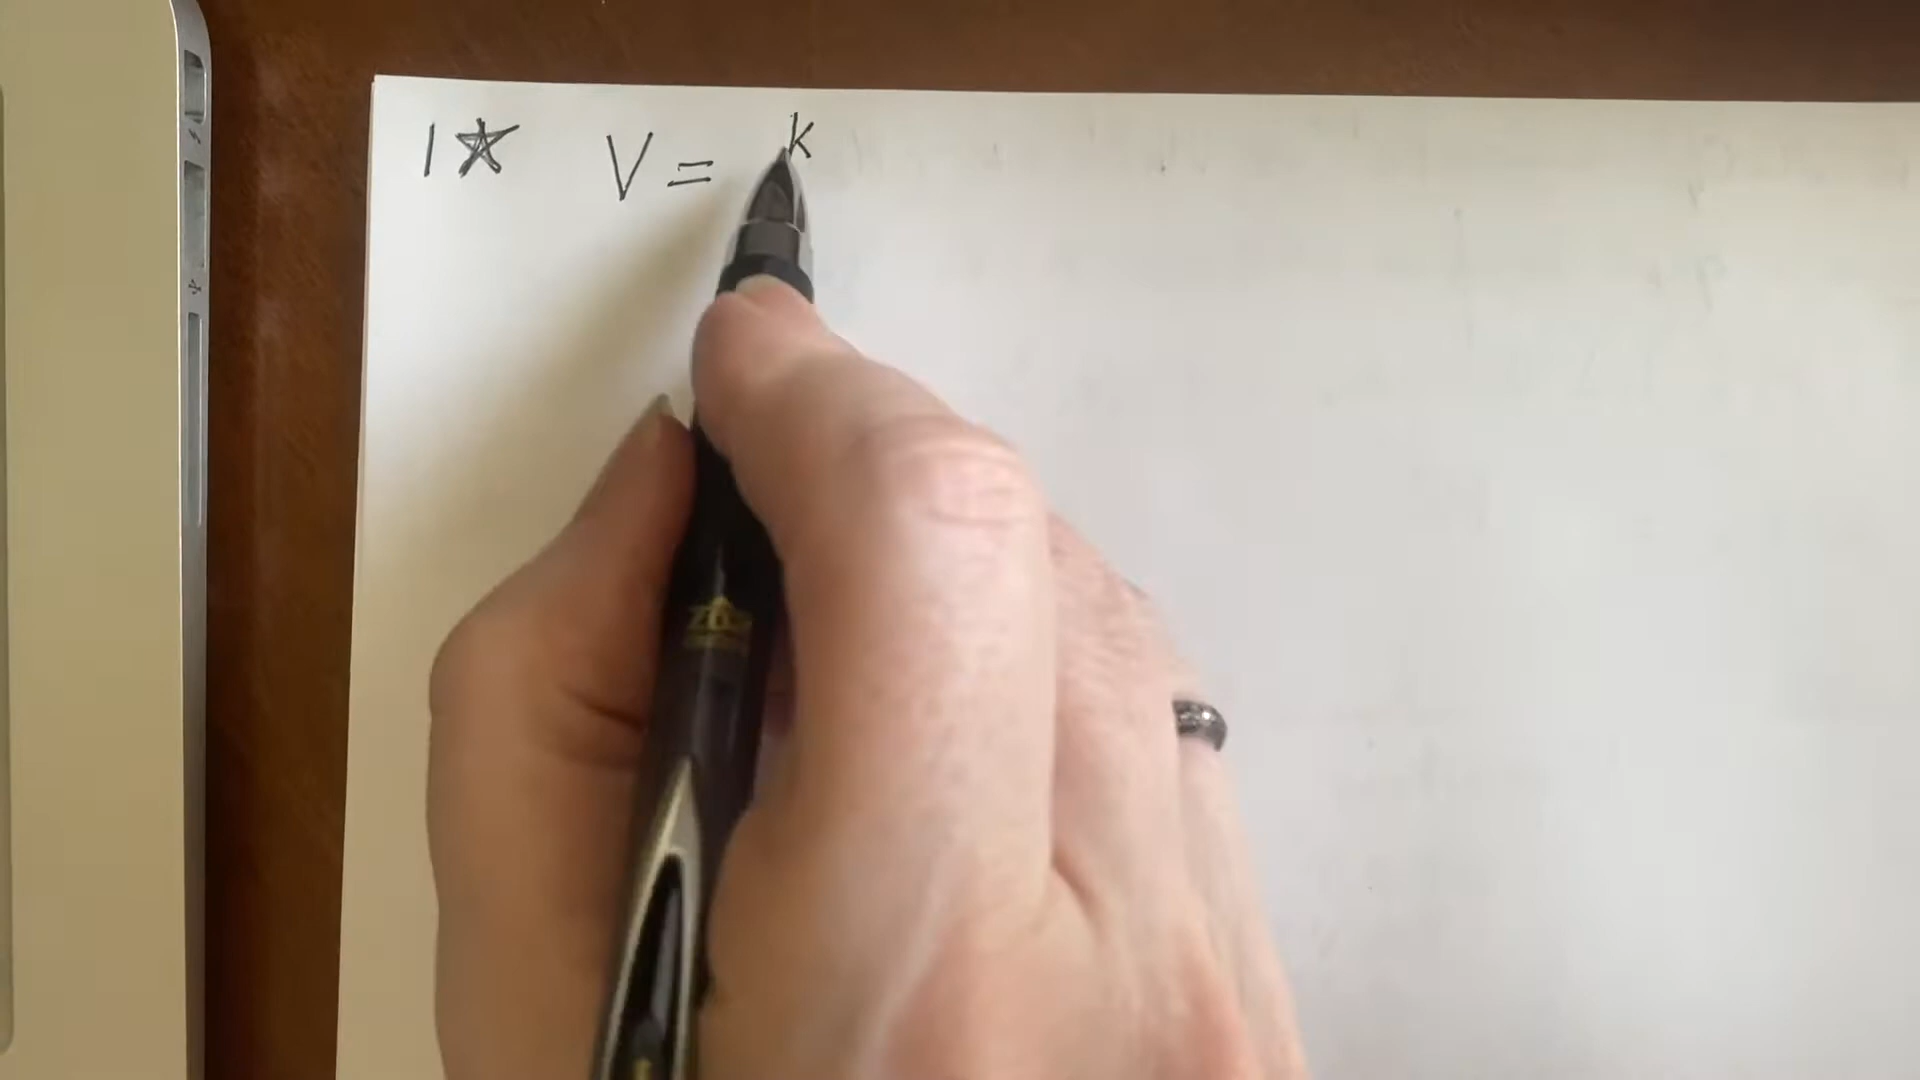 1☆ V = k